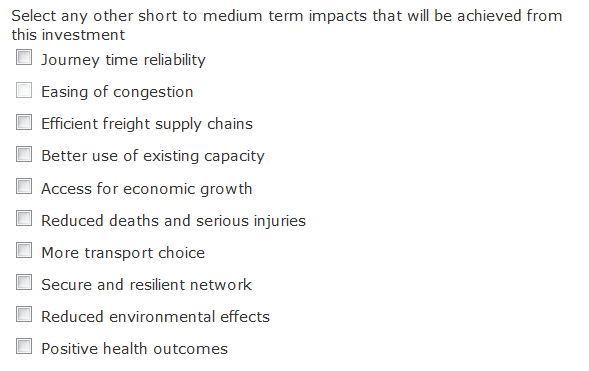 Select any other short to medium term impacts that will be achieved from
this investment
Journey time reliability
Easing of congestion
Efficient freight supply chains
Better use of existing capacity
Access for economic growth
Reduced deaths and serious injuries
More transport choice
Secure and resilient network
Reduced environmental effects
Positive health outcomes